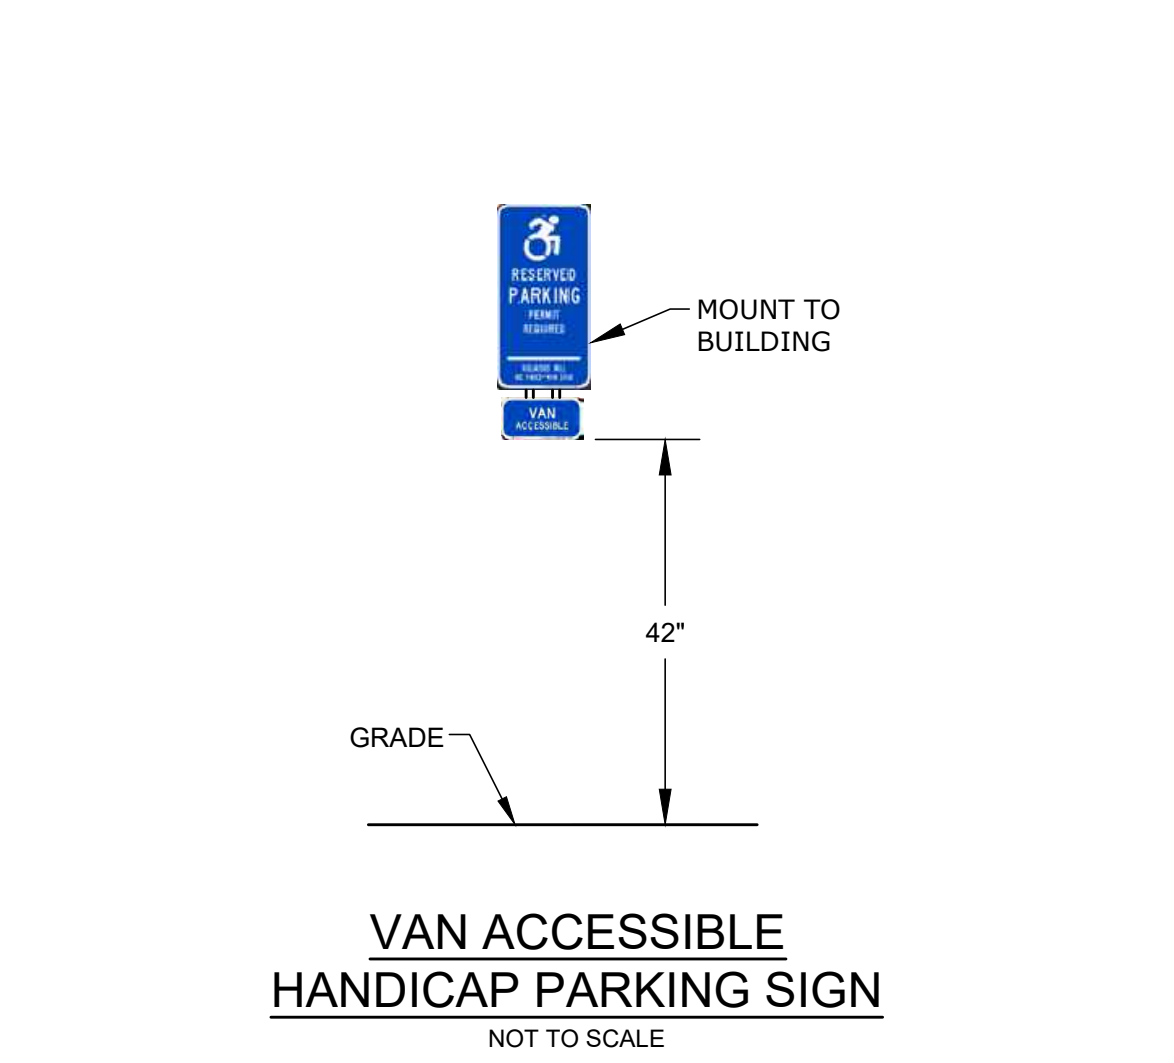 RESERVED
PARKING
PERMIT
REQUIRED
VAN
ACCESSIBLE
MOUNT TO
BUILDING
42"
GRADE
VAN ACCESSIBLE
HANDICAP PARKING SIGN
NOT TO SCALE